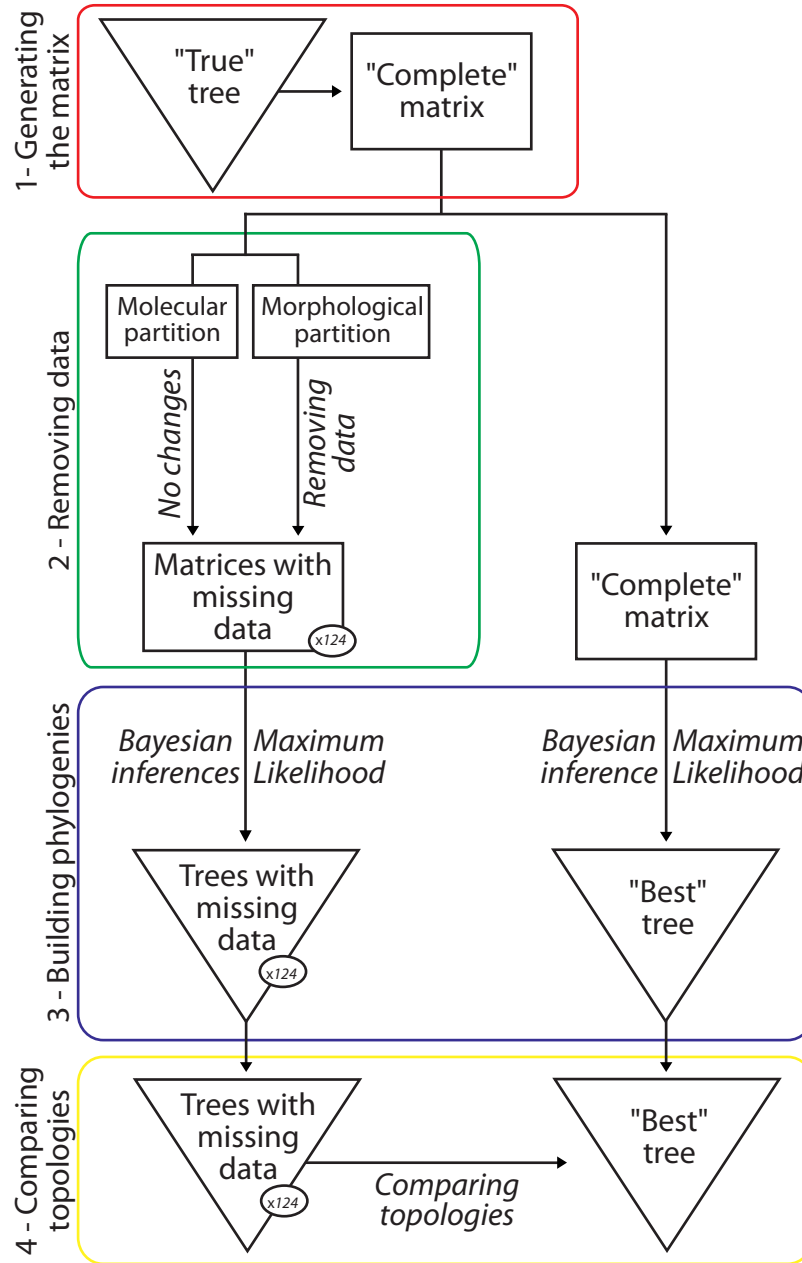 1- Generating
the matrix
"True"
tree
"Complete"
matrix
2 - Removing data
Molecular
partition
Morphological
partition
No changes
Removing
data
Matrices with
missing
data
x124
"Complete"
matrix
3 - Building phylogenies
Bayesian
inferences
Maximum
Likelihood
Bayesian
inference
Maximum
Likelihood
Trees with
missing
data
x124
"Best"
tree
4 - Comparing
topologies
Trees with
missing
data
x124
Comparing
topologies
"Best"
tree